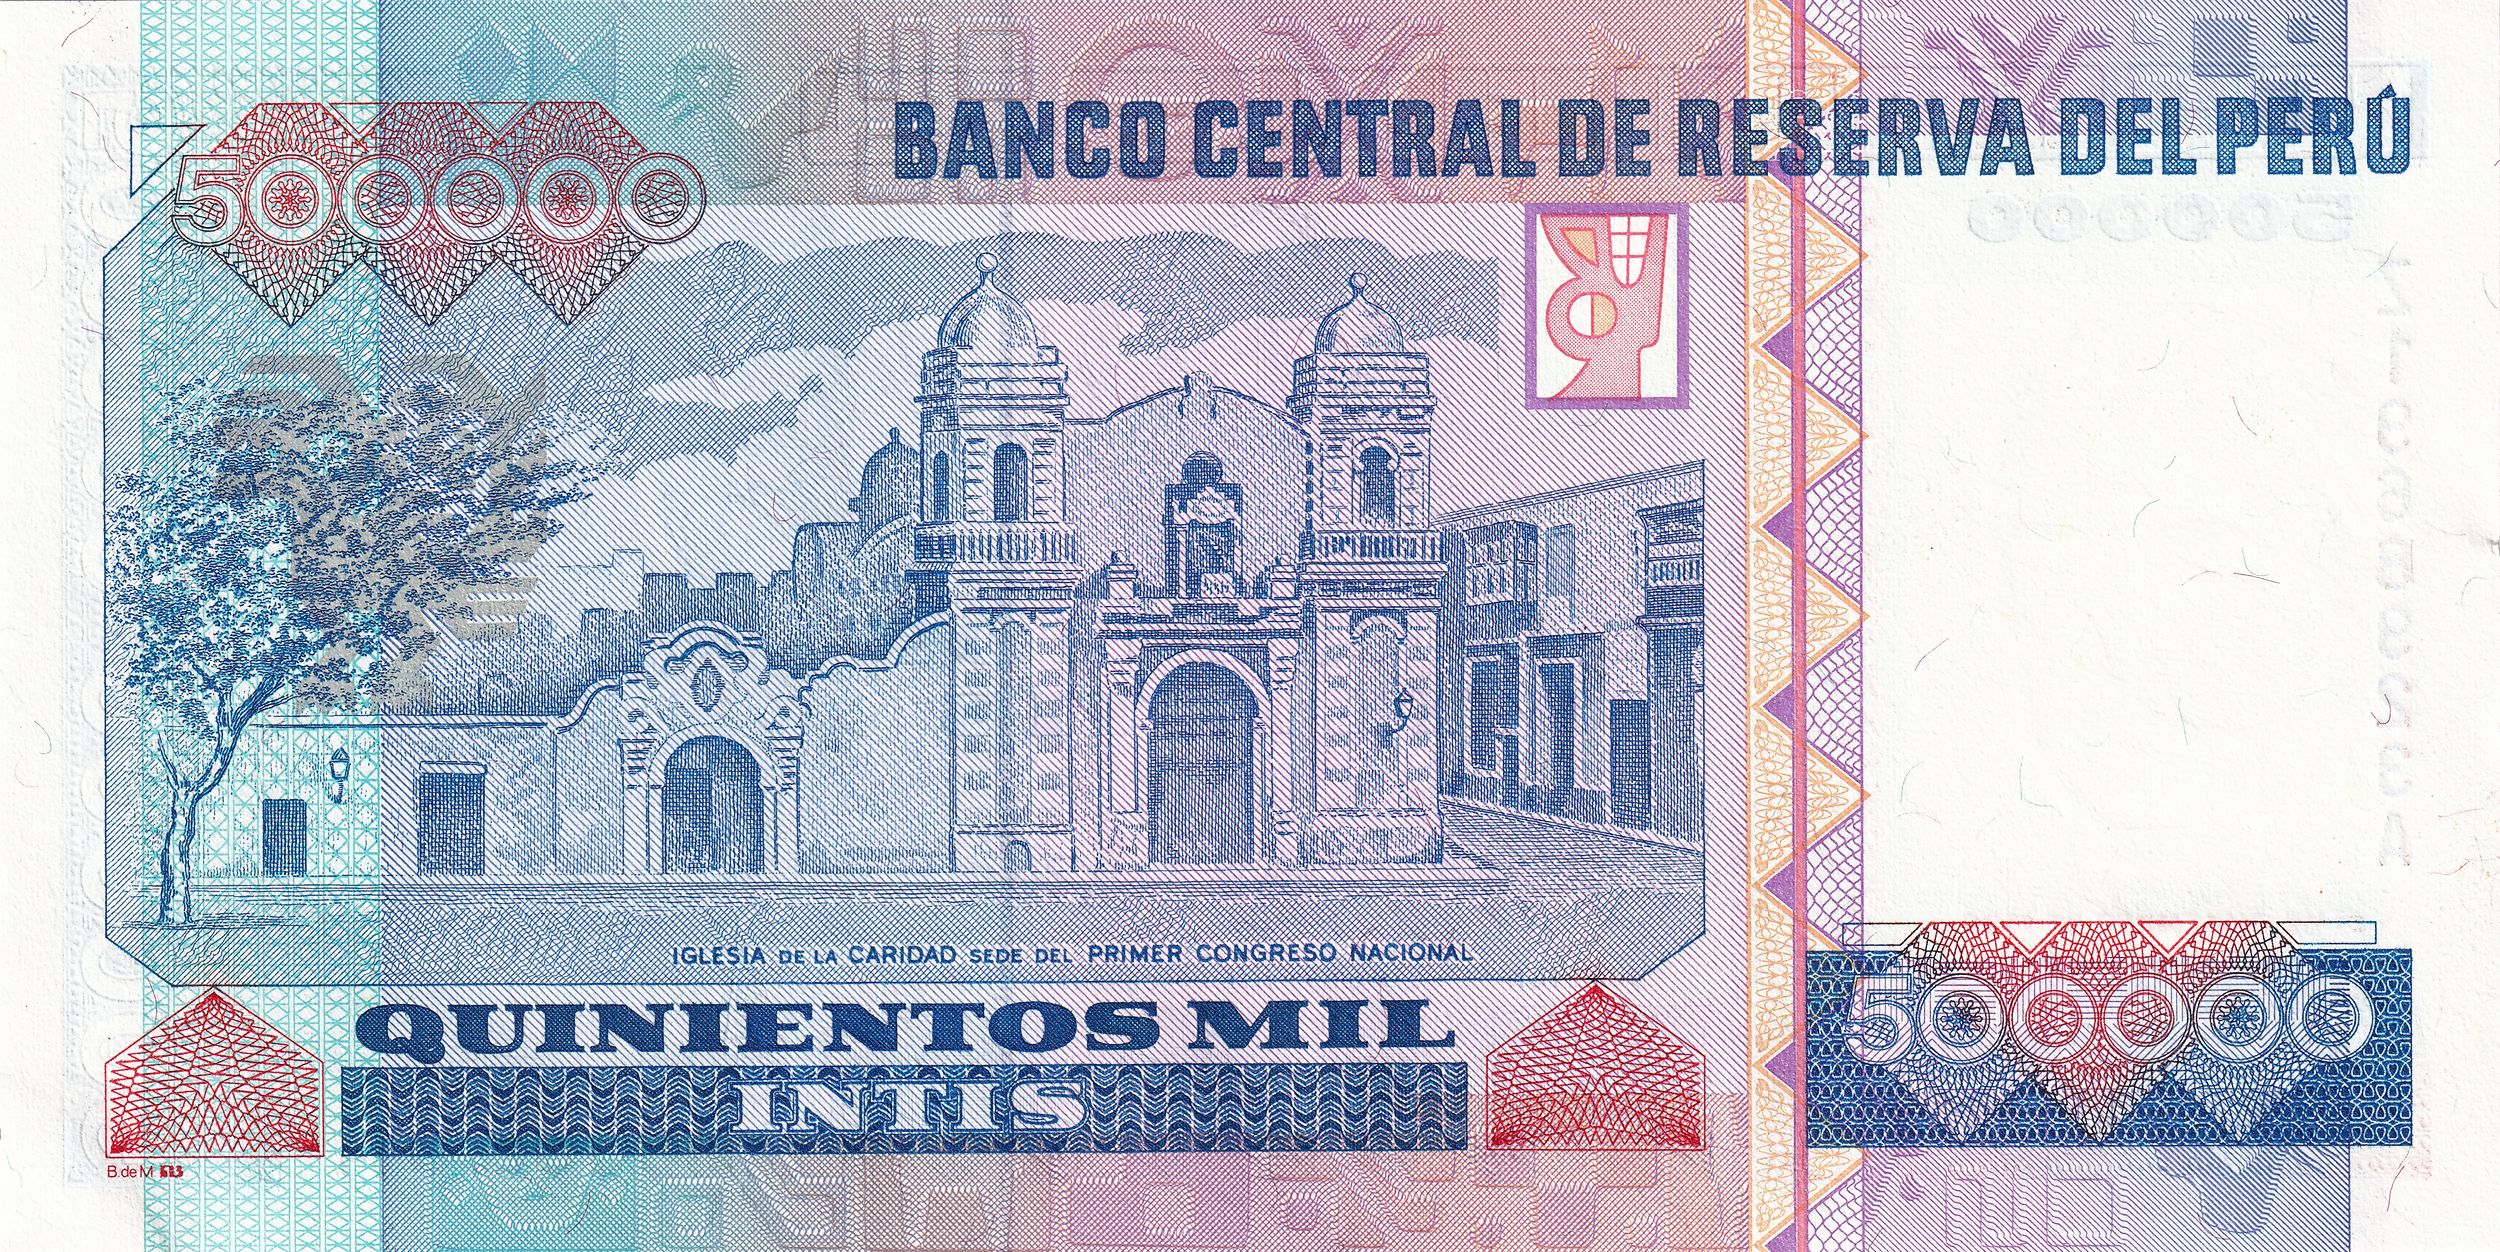 BANCO CENTRAL DE RESERVA DEL PERÚ
500000
IGLESIA DE LA CARIDAD SEDE DEL PRIMER CONGRESO NACIONAL
QUINIENTOS MIL
INTIS
500000
B. de M.